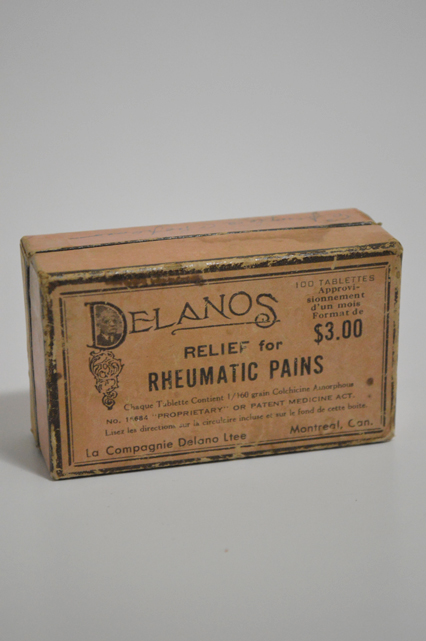 100 TABLETTES
Approvi-
sionnement
d'un mois
Format de
$3.00
DELANOS
RELIEF for
RHEUMATIC PAINS
Chaque Tablette Contient 1/160 grain Colchicine Amorphous
No. "PROPRIETARY" OR PATENT MEDICINE ACT.
Lisez les directions sur la circulaire incluse et sur le fond de cette boite.
La Compagnie Delano Ltee
Montreal, Can.